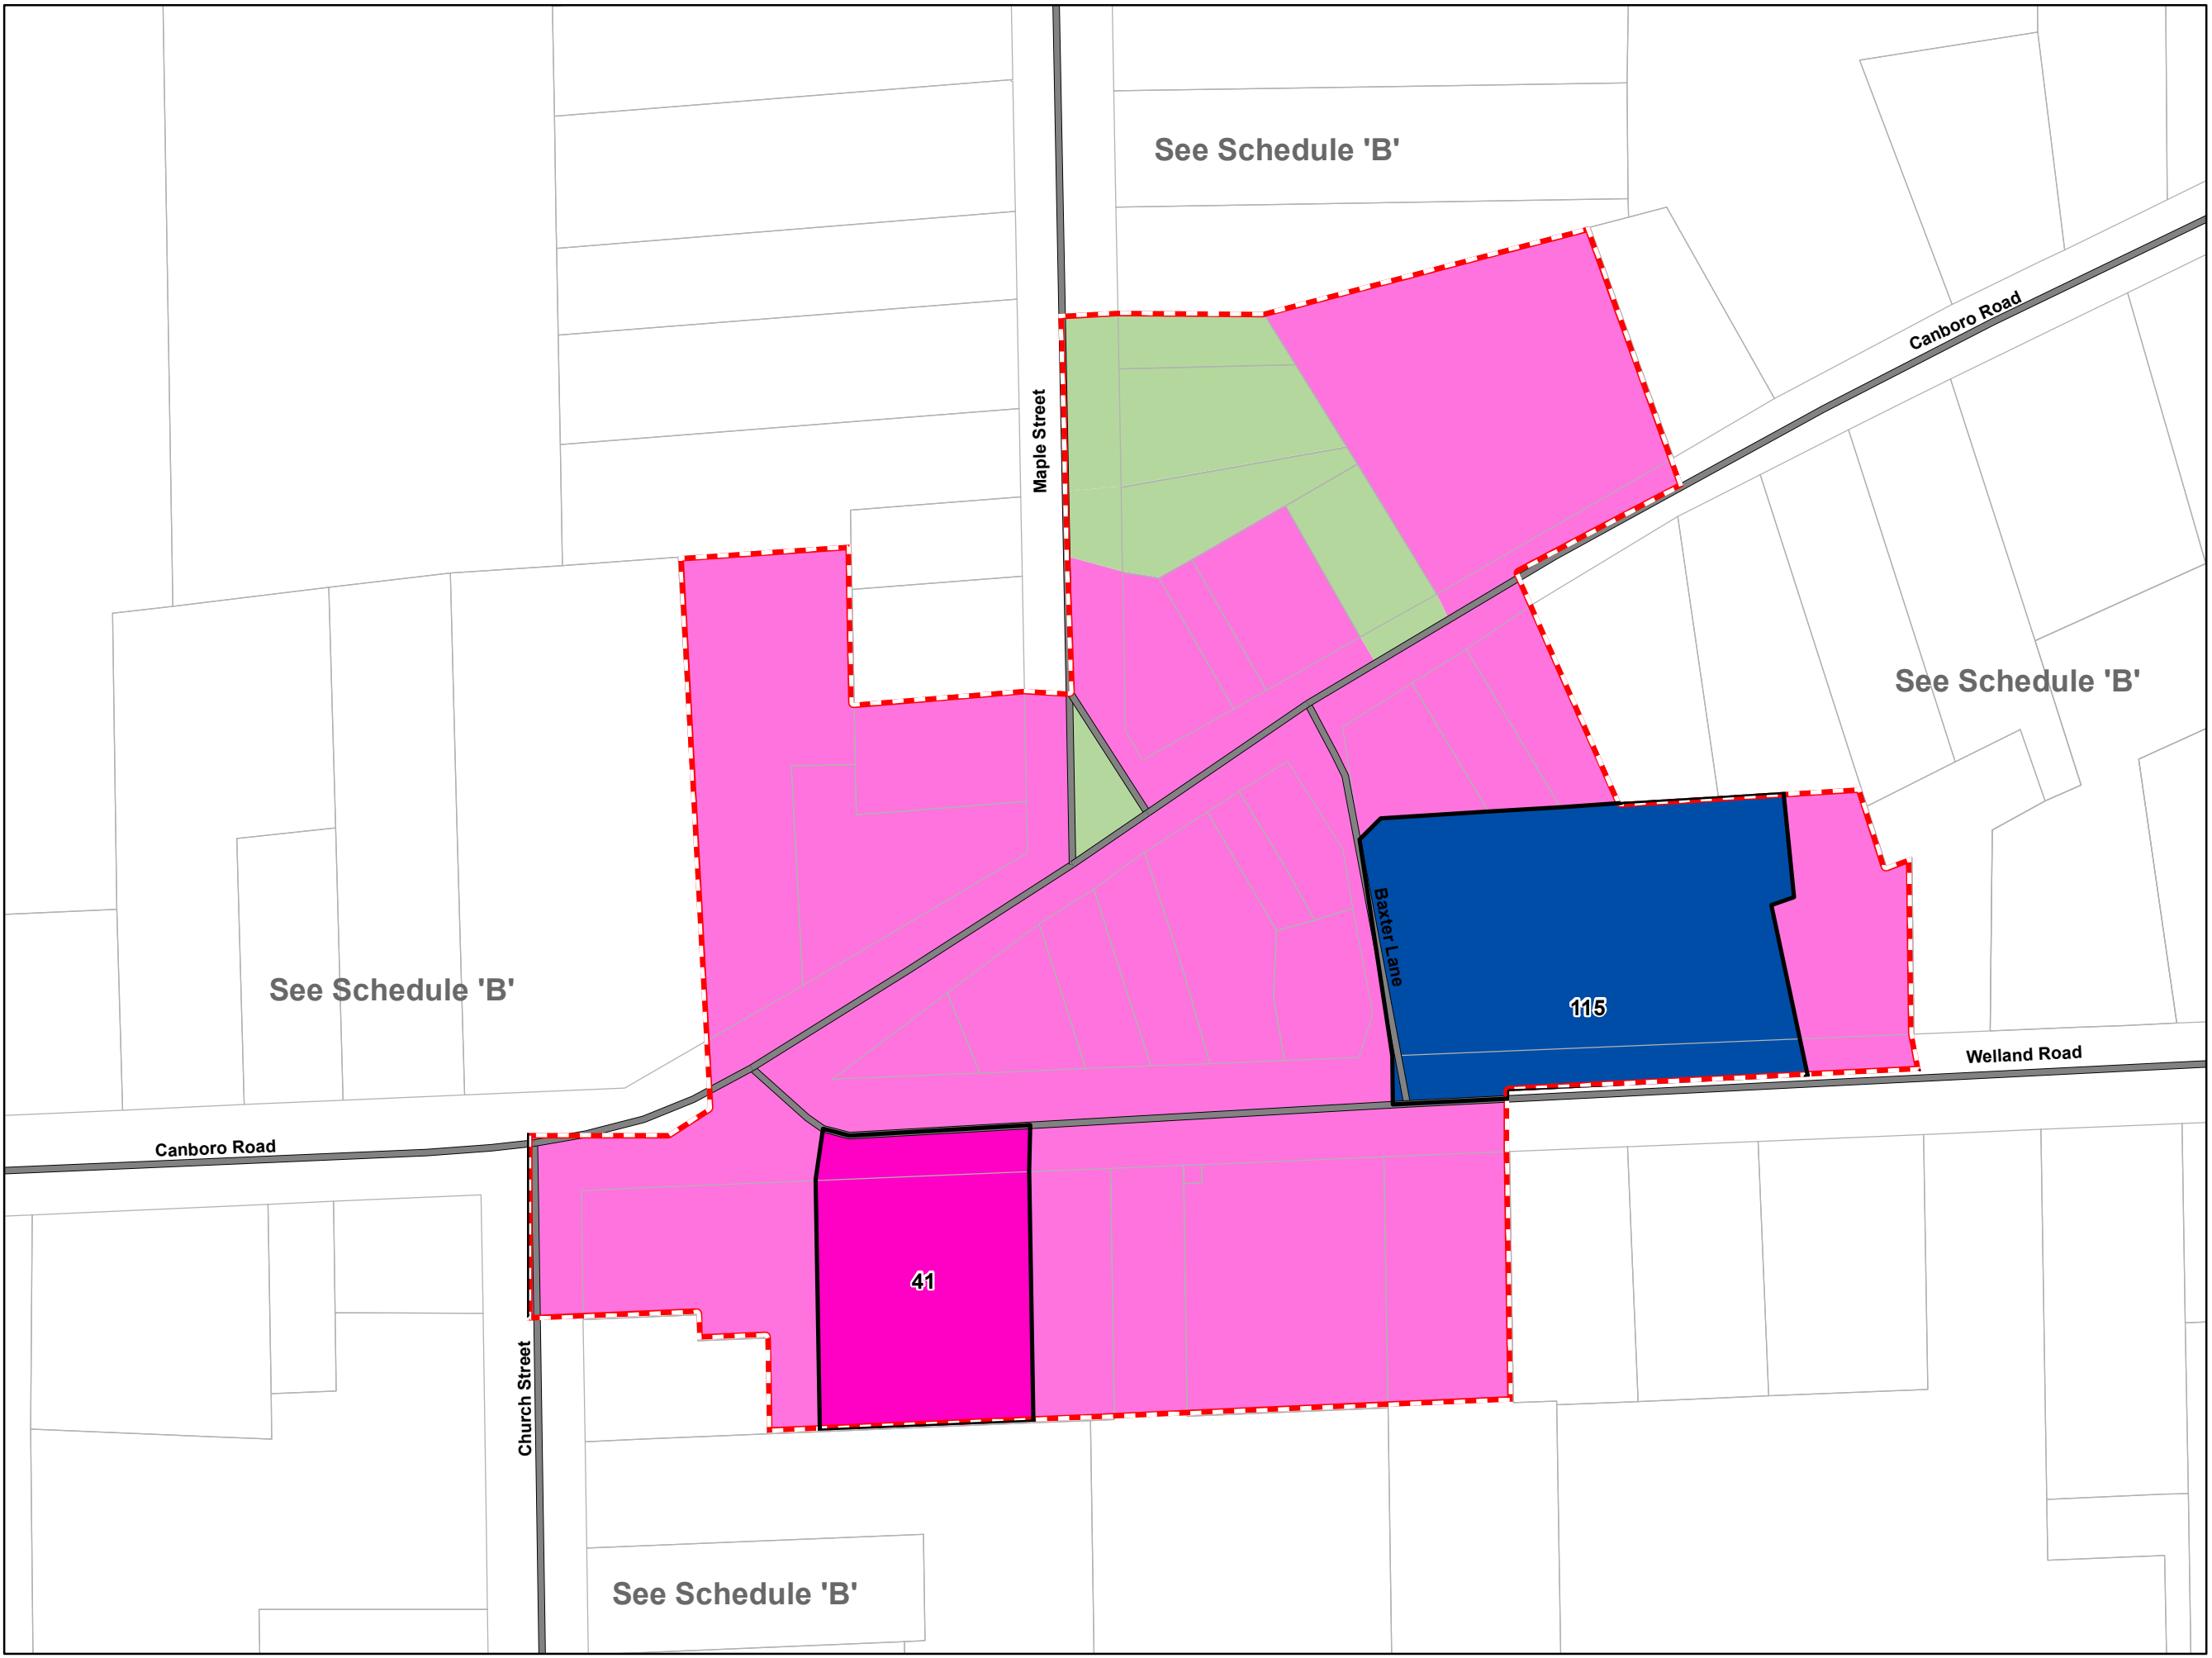 See Schedule 'B'
Canboro Road
Maple Street
See Schedule 'B'
Baxter Lane
See Schedule 'B'
115
Welland Road
Canboro Road
41
Church Street
See Schedule 'B'